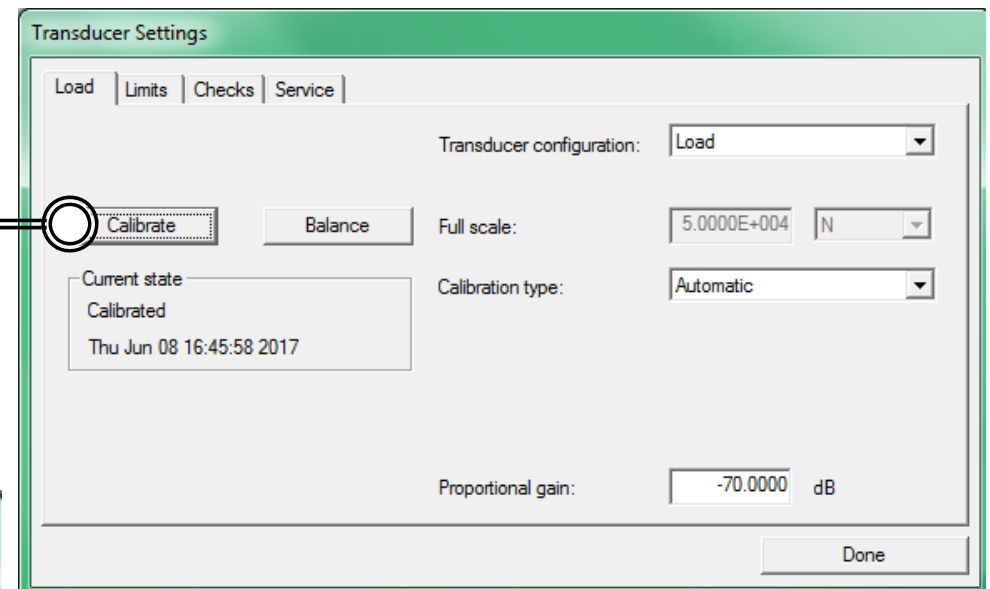 Transducer Settings
Load Limits Checks Service
Transducer configuration: Load
Calibrate Balance Full scale: 5.0000E+004 N
Current state
Calibration type: Automatic
Calibrated
Thu Jun 08 16:45:58 2017
Proportional gain: -70.0000 dB
Done